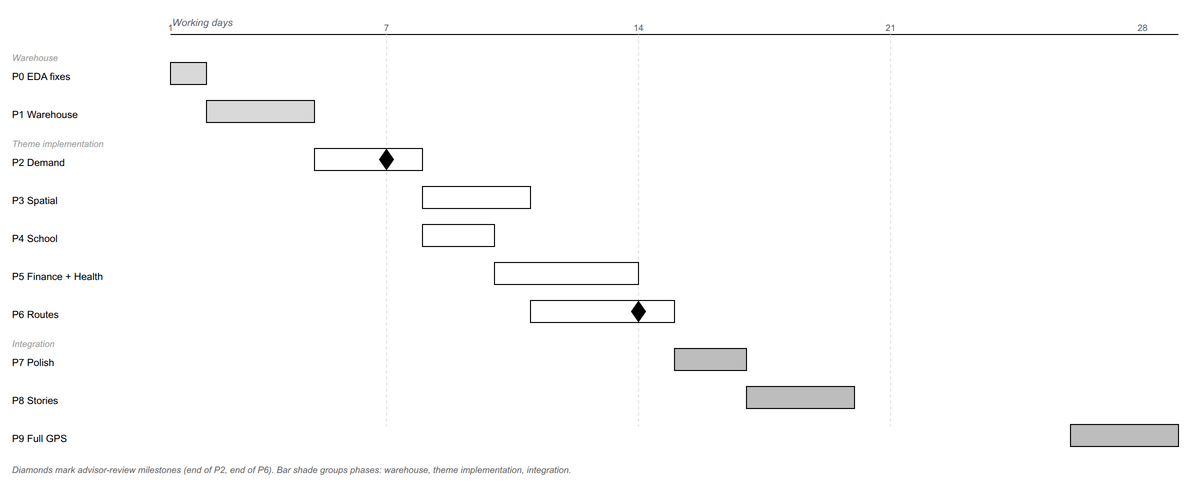 Working days
1 7 14 21 28
Warehouse
P0 EDA fixes
P1 Warehouse
Theme implementation
P2 Demand
P3 Spatial
P4 School
P5 Finance + Health
P6 Routes
Integration
P7 Polish
P8 Stories
P9 Full GPS
Diamonds mark advisor-review milestones (end of P2, end of P6). Bar shade groups phases: warehouse, theme implementation, integration.